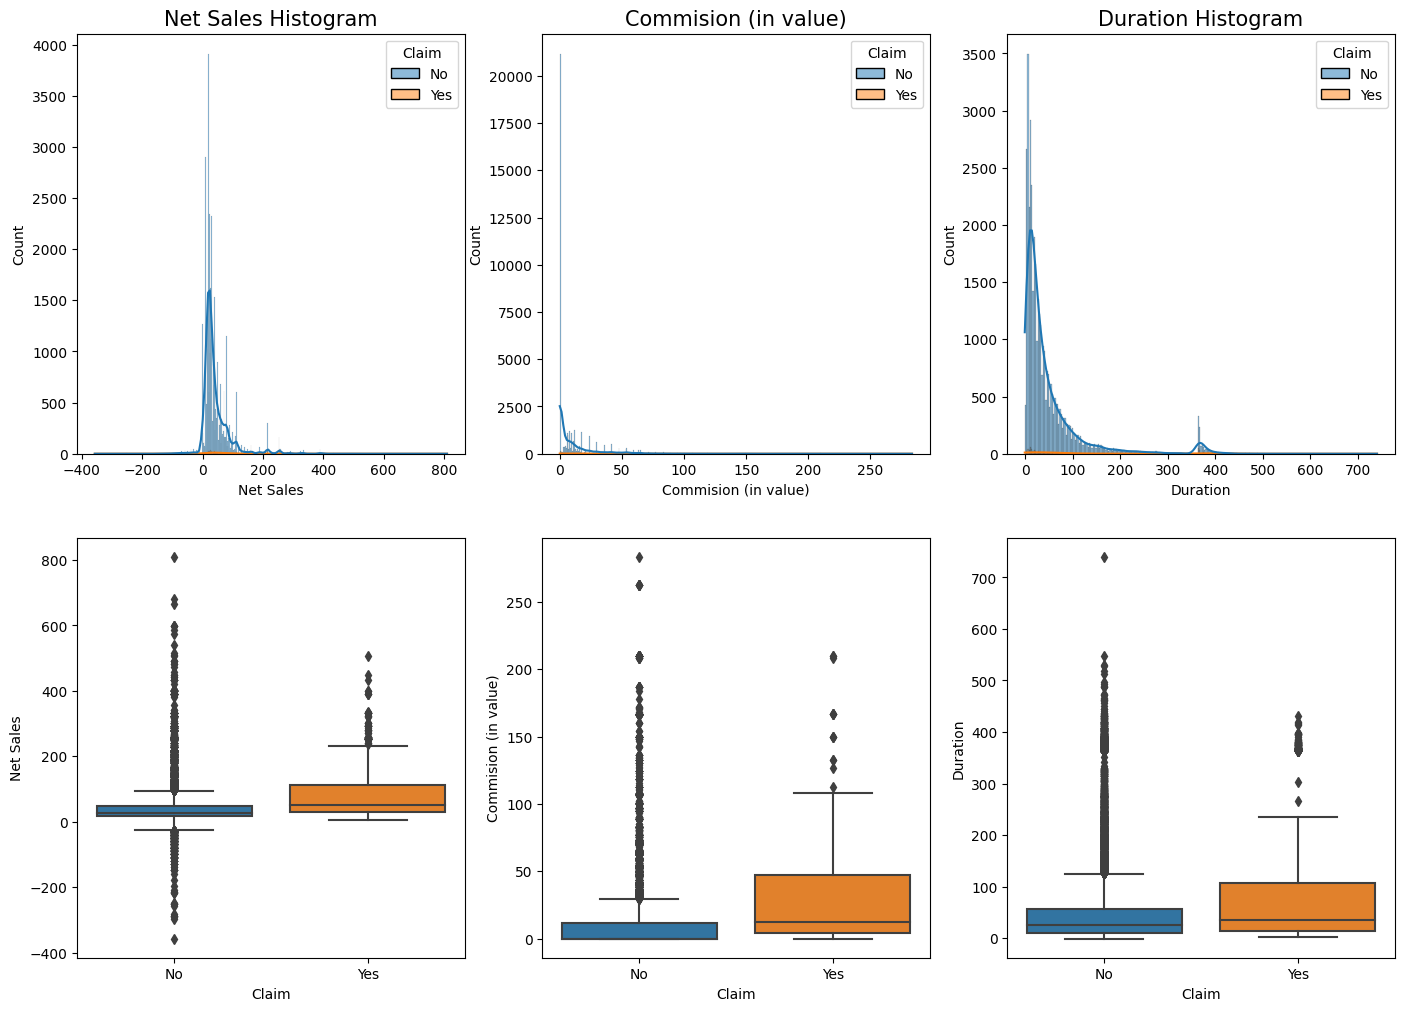 Net Sales Histogram
4000
3500
3000
2500
2000
1500
1000
500
0
Count
−400 −200 0 200 400 600 800
Net Sales
Claim
No
Yes
Commision (in value)
20000
17500
15000
12500
10000
7500
5000
2500
0
Count
0 50 100 150 200 250
Commision (in value)
Claim
No
Yes
Duration Histogram
3500
3000
2500
2000
1500
1000
500
0
Count
0 100 200 300 400 500 600 700
Duration
Claim
No
Yes
800
600
400
200
0
−200
−400
Net Sales
No Yes
Claim
250
200
150
100
50
0
Commision (in value)
No Yes
Claim
700
600
500
400
300
200
100
0
Duration
No Yes
Claim